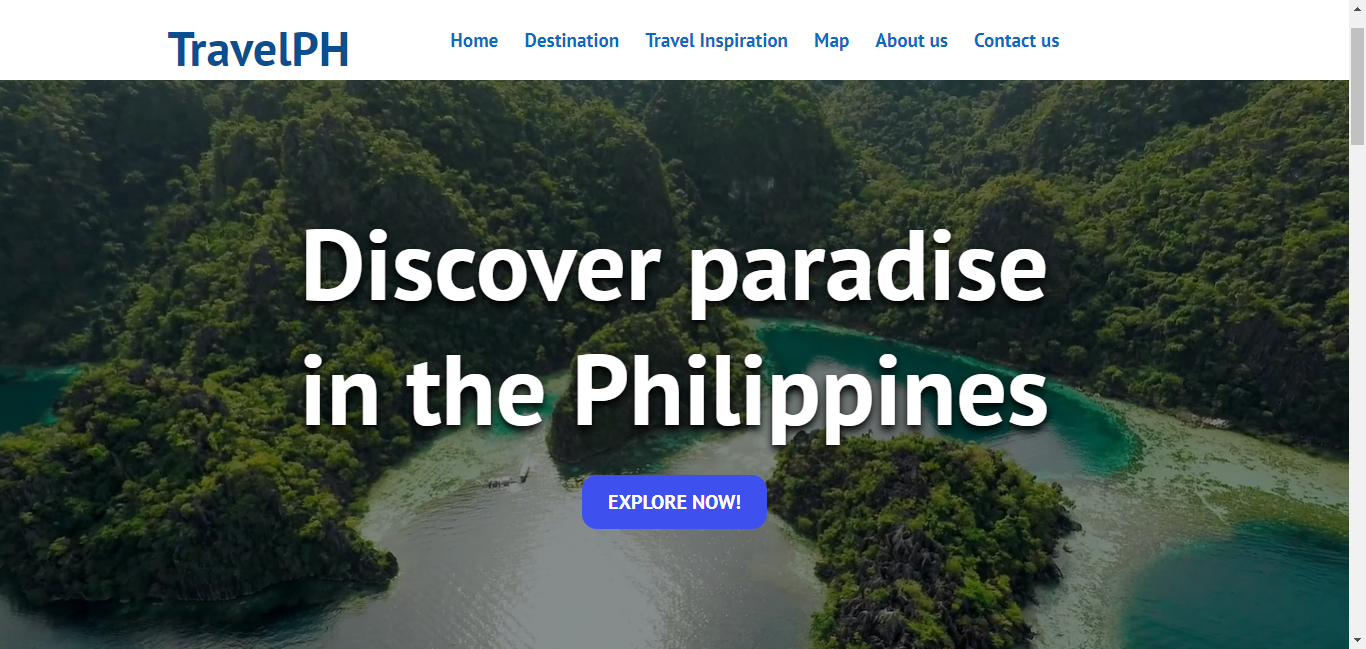 TravelPH
Home Destination Travel Inspiration Map About us Contact us
Discover paradise
in the Philippines
EXPLORE NOW!